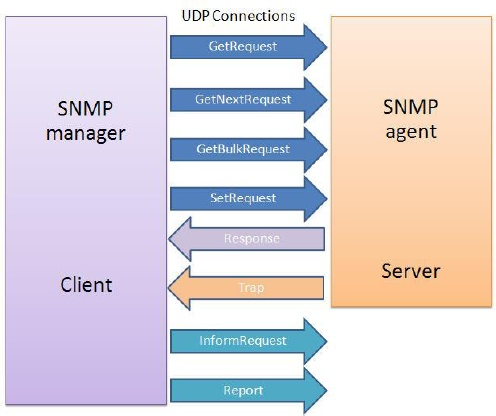 UDP Connections
GetRequest
SNMP
manager
GetNextRequest
SNMP
agent
GetBulkRequest
SetRequest
Response
Client
Trap
Server
InformRequest
Report